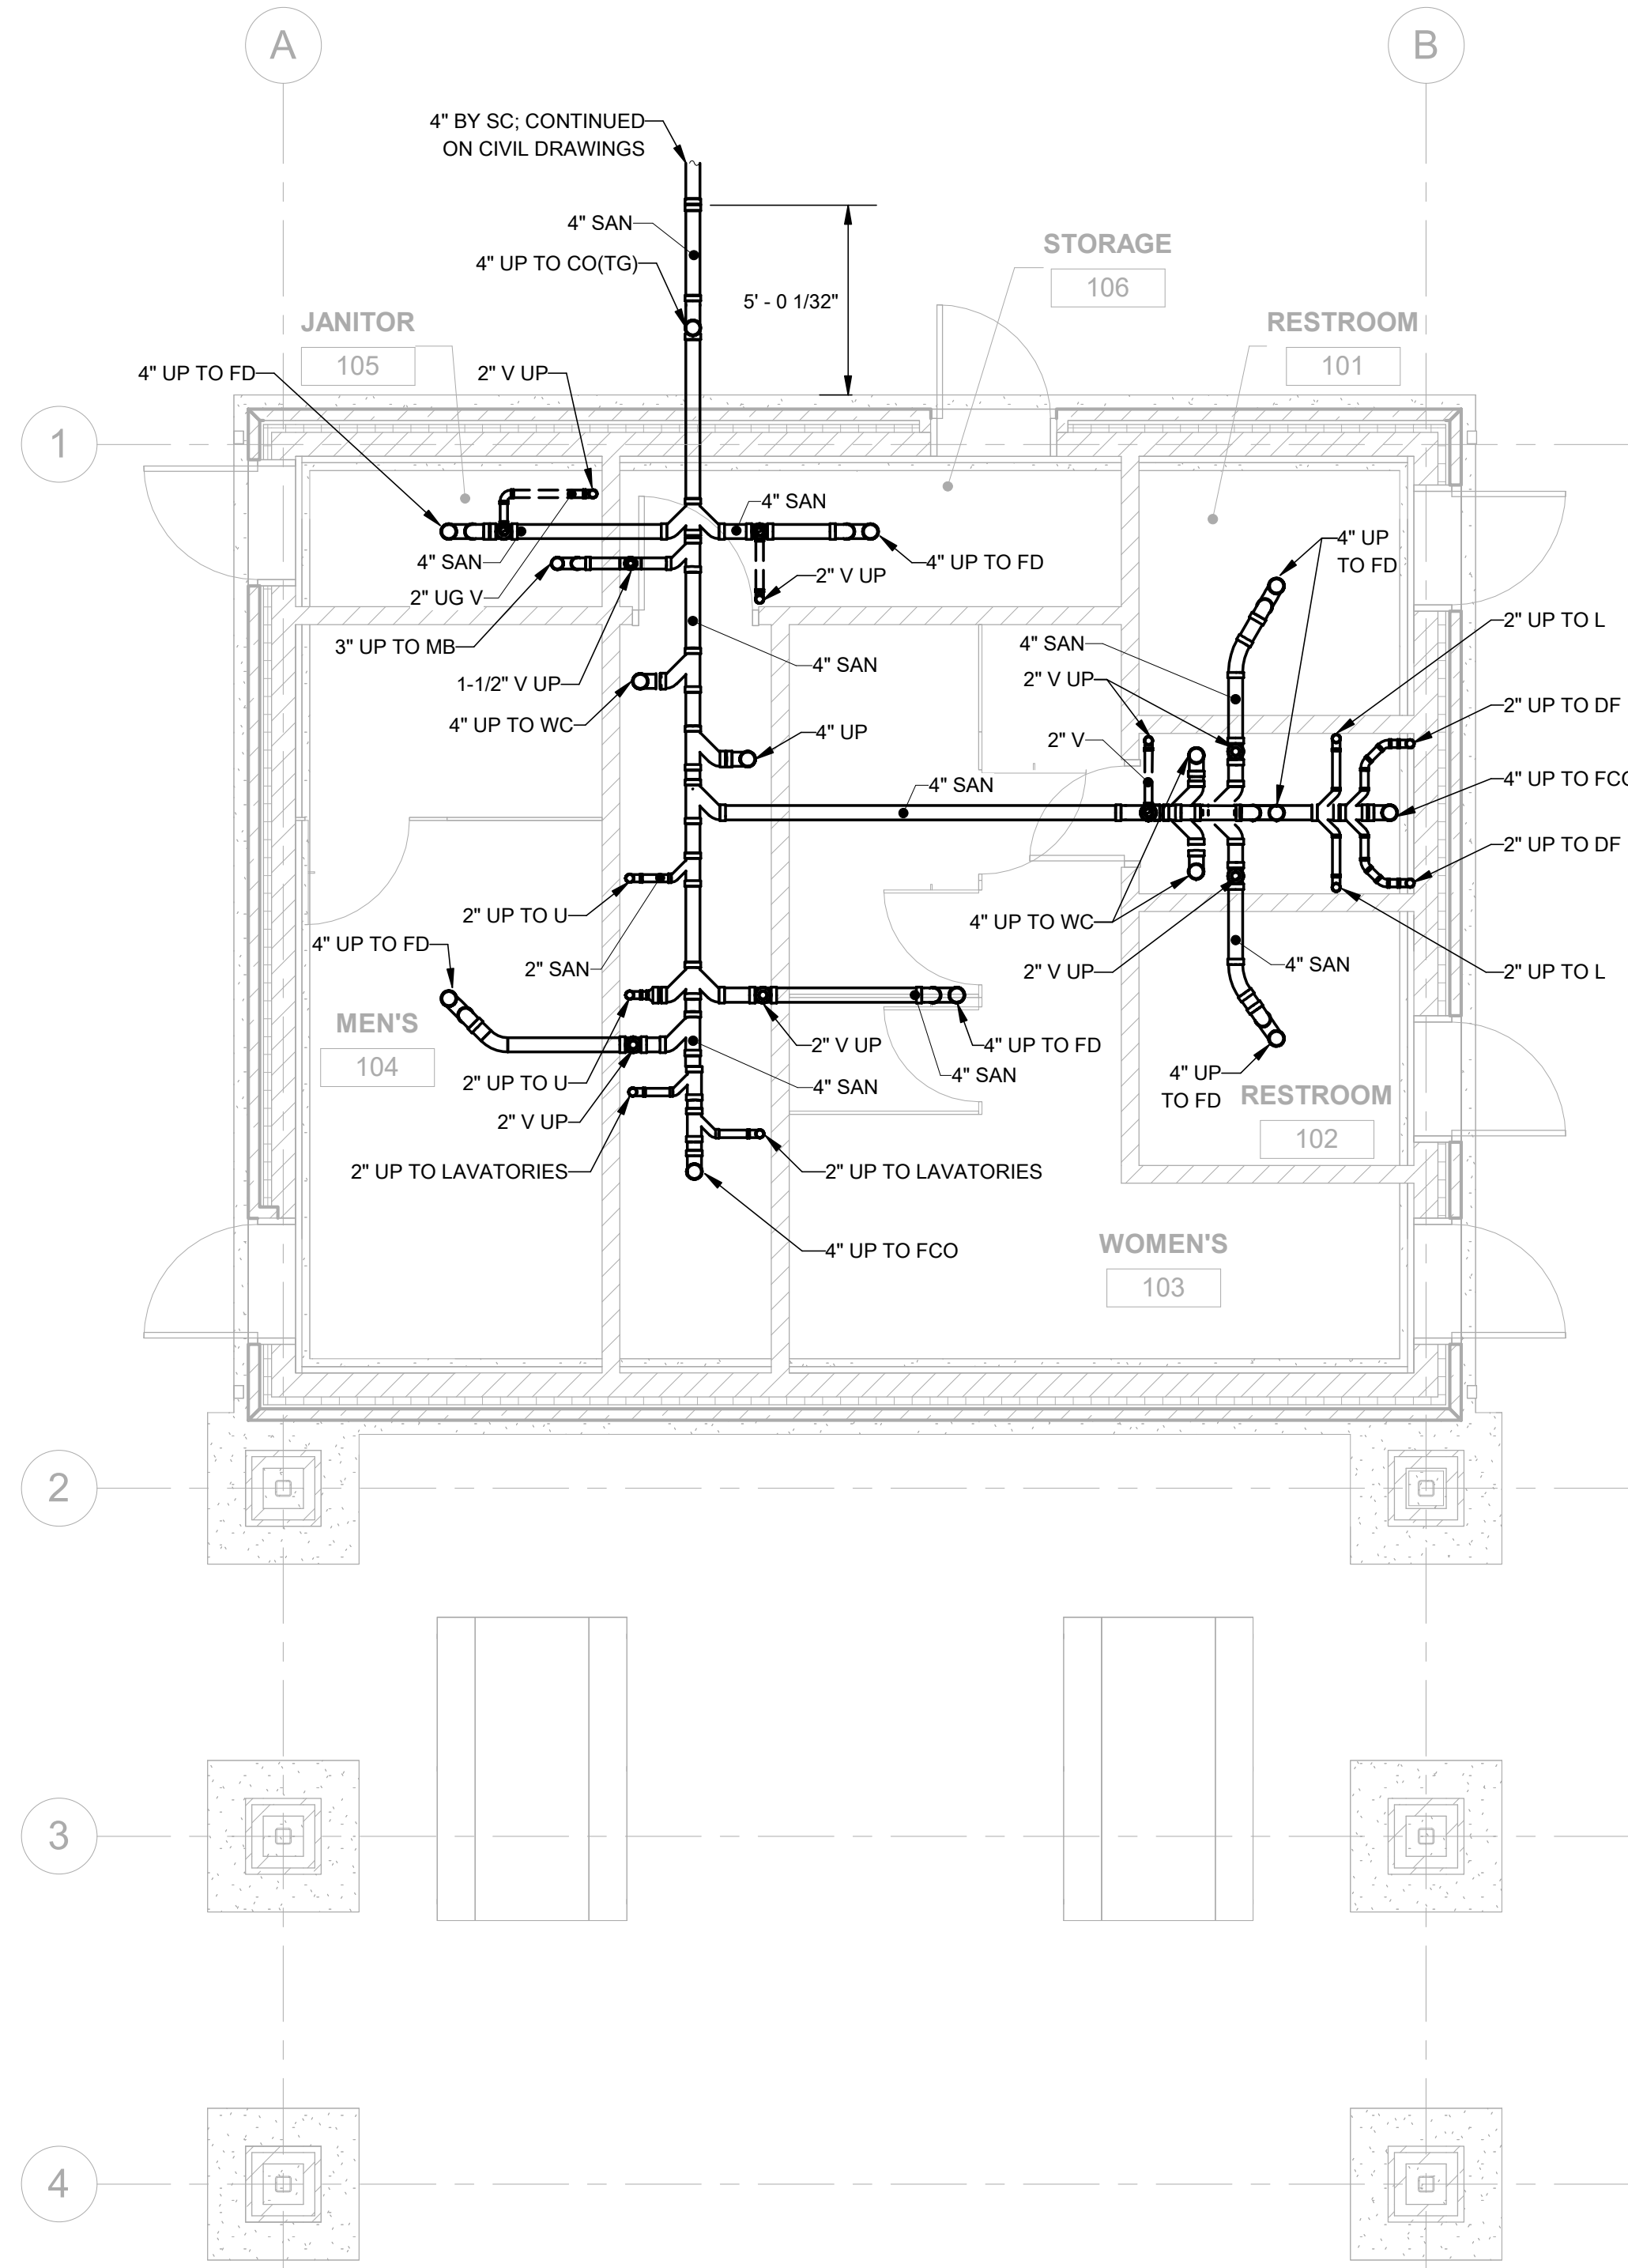 A
B
4" BY SC; CONTINUED
ON CIVIL DRAWINGS
4" SAN
STORAGE
106
4" UP TO CO(TG)
5' - 0 1/32"
JANITOR
105
RESTROOM
101
4" UP TO FD
2" V UP
1
4" SAN
4" SAN
4" UP TO FD
4" UP
TO FD
2" V UP
2" UG V
2" UP TO L
3" UP TO MB
4" SAN
4" SAN
1-1/2" V UP
2" V UP
2" UP TO DF
4" UP TO WC
4" UP
2" V
4" SAN
4" UP TO FCO
2" UP TO DF
2" UP TO U
4" UP TO WC
4" UP TO FD
2" SAN
2" V UP
4" SAN
2" UP TO L
MEN'S
104
2" V UP
4" UP TO FD
2" UP TO U
4" SAN
4" SAN
4" UP
TO FD
RESTROOM
102
2" V UP
2" UP TO LAVATORIES
2" UP TO LAVATORIES
4" UP TO FCO
WOMEN'S
103
2
3
4